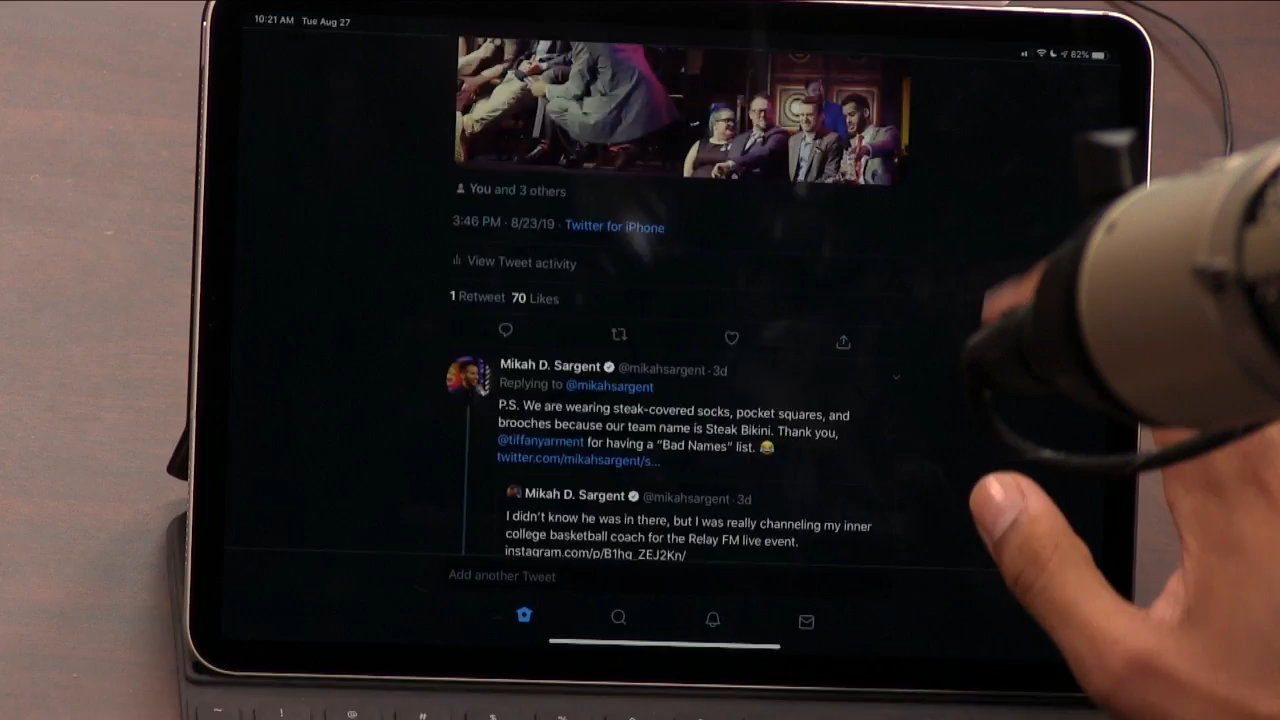 10:21 AM Tue Aug 27
82%
You and 3 others
3:46 PM · 8/23/19 · Twitter for iPhone
View Tweet activity
1 Retweet 70 Likes
Mikah D. Sargent @mikahsargent · 3d
Replying to @mikahsargent
P.S. We are wearing steak-covered socks, pocket squares, and
brooches because our team name is Steak Bikini. Thank you,
@tiffanyarment for having a “Bad Names” list. 😂
twitter.com/mikahsargent/s...
Mikah D. Sargent @mikahsargent · 3d
I didn't know he was in there, but I was really channeling my inner
college basketball coach for the Relay FM live event.
instagram.com/p/B1hq_ZEJ2Kn/
Add another Tweet
~ ! @ # $ %